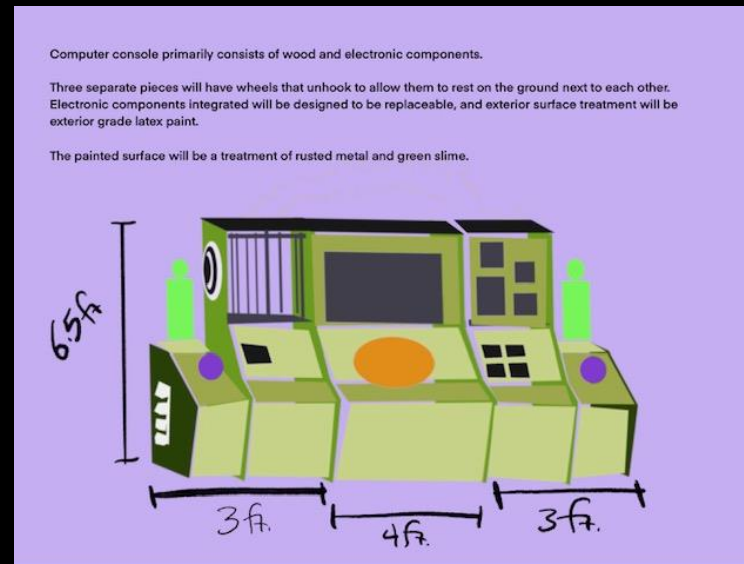 Computer console primarily consists of wood and electronic components.
Three separate pieces will have wheels that unhook to allow them to rest on the ground next to each other.
Electronic components integrated will be designed to be replaceable, and exterior surface treatment will be
exterior grade latex paint.
The painted surface will be a treatment of rusted metal and green slime.
6.5ft
3 ft.
4ft.
3ft.